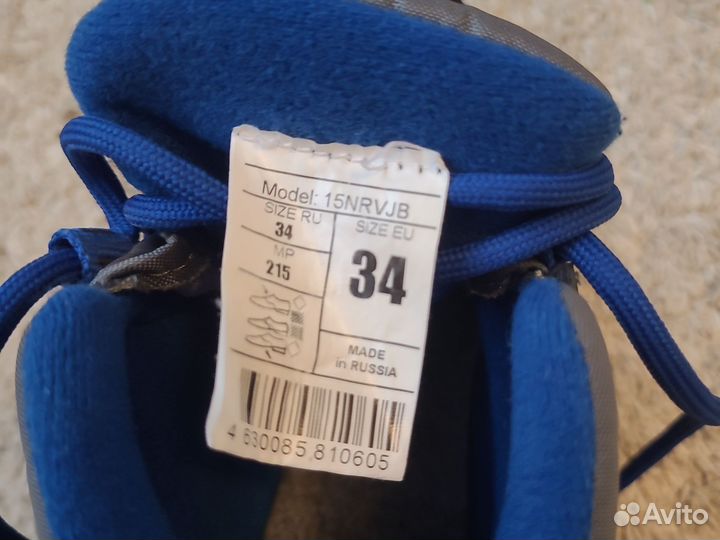 Model: 15NRVJB
SIZE RU
34
MP
215
SIZE EU
34
MADE
in RUSSIA
4 630085 810605
Avito